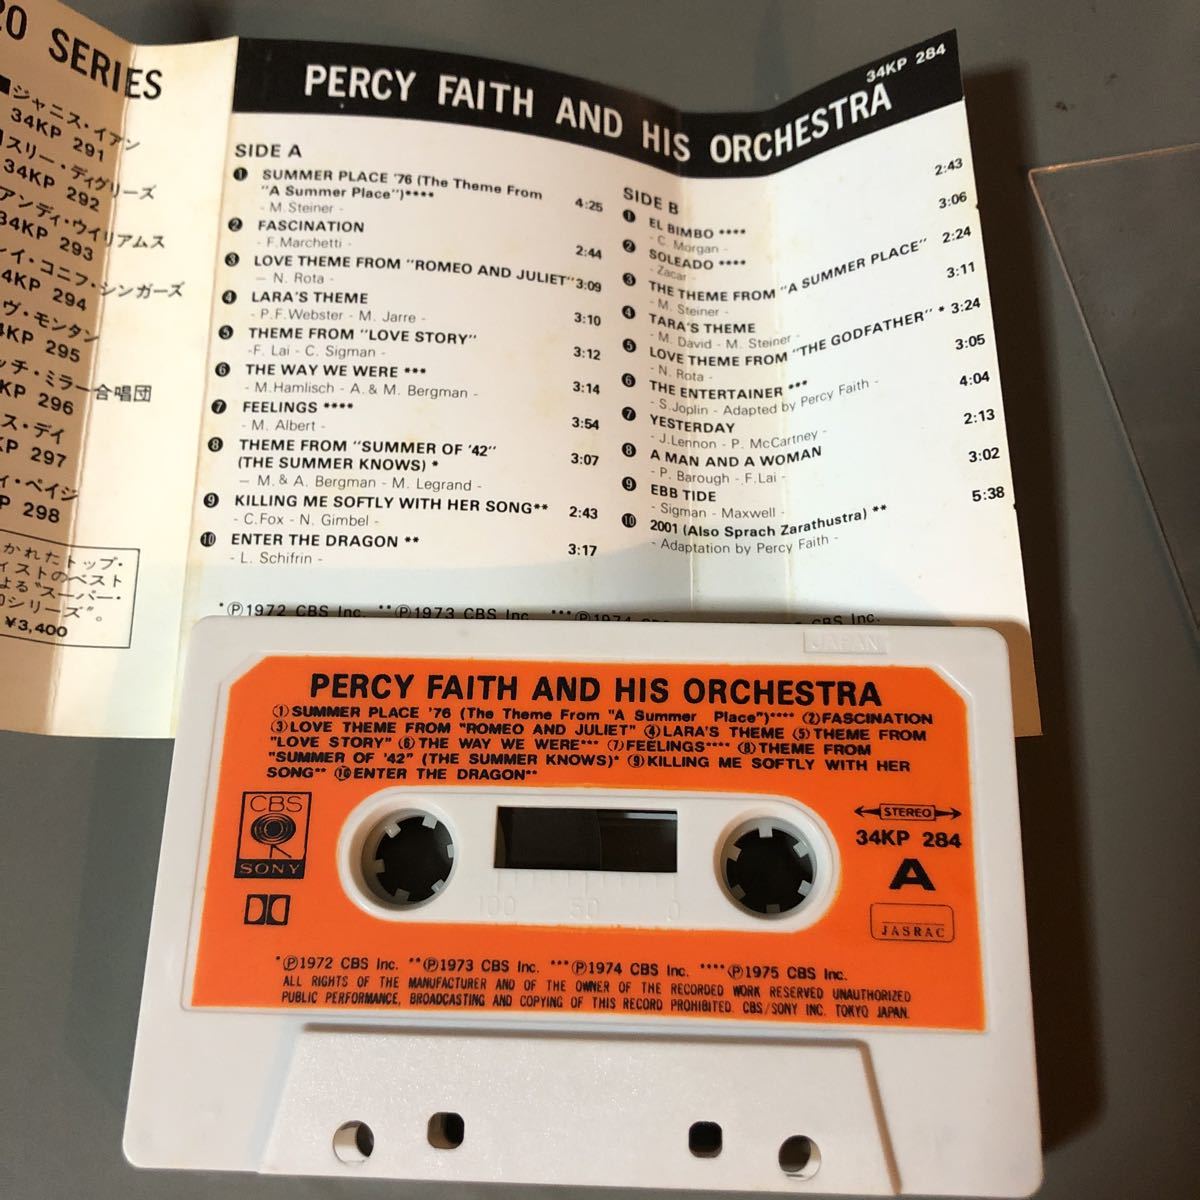 20 SERIES
■ジャニス・イアン
34KP 291
スリー・ディグリーズ
34KP 292
アンディ・ウイリアムス
34KP 293
レイ・コニフ・シンガーズ
34KP 294
ヴ・モンタン
4KP 295
ッチ・ミラー合唱団
KP 296
ス・デイ
KP 297
ィ・ペイジ
P 298
かれたトップ・
ィストのベスト
よる"スーパー・
0シリーズ"。
¥3,400
34KP 284
PERCY FAITH AND HIS ORCHESTRA
SIDE A
❶ SUMMER PLACE '76 (The Theme From
"A Summer Place")**** 4:25
- M.Steiner -
❷ FASCINATION
- F.Marchetti - 2:44
❸ LOVE THEME FROM "ROMEO AND JULIET" 3:09
— N. Rota -
❹ LARA'S THEME
- P.F.Webster - M. Jarre - 3:10
❺ THEME FROM "LOVE STORY"
-F. Lai - C. Sigman - 3:12
❻ THE WAY WE WERE ***
- M.Hamlisch - A.& M. Bergman - 3:14
❼ FEELINGS ****
- M. Albert - 3:54
❽ THEME FROM "SUMMER OF '42"
(THE SUMMER KNOWS) * 3:07
— M.& A. Bergman - M. Legrand -
❾ KILLING ME SOFTLY WITH HER SONG** 2:43
- C.Fox - N. Gimbel -
❿ ENTER THE DRAGON ** 3:17
- L. Schifrin -
SIDE B
❶ EL BIMBO **** 2:43
- C. Morgan -
❷ SOLEADO **** 3:06
- Zacar -
❸ THE THEME FROM "A SUMMER PLACE" 2:24
- M. Steiner -
❹ TARA'S THEME 3:11
- M. David - M. Steiner -
❺ LOVE THEME FROM "THE GODFATHER" * 3:24
- N. Rota -
❻ THE ENTERTAINER *** 3:05
- S.Joplin - Adapted by Percy Faith -
❼ YESTERDAY 4:04
- J.Lennon - P. McCartney -
❽ A MAN AND A WOMAN 2:13
- P. Barough - F.Lai -
❾ EBB TIDE 3:02
- Sigman - Maxwell -
❿ 2001 (Also Sprach Zarathustra) ** 5:38
- Adaptation by Percy Faith -
*Ⓟ1972 CBS Inc. **Ⓟ1973 CBS Inc. CBS Inc.
JAPAN
PERCY FAITH AND HIS ORCHESTRA
①SUMMER PLACE '76 (The Theme From "A Summer Place")**** ②FASCINATION
③LOVE THEME FROM "ROMEO AND JULIET" ④LARA'S THEME ⑤THEME FROM
"LOVE STORY" ⑥THE WAY WE WERE*** ⑦FEELINGS**** ⑧THEME FROM
"SUMMER OF '42" (THE SUMMER KNOWS)* ⑨KILLING ME SOFTLY WITH HER
SONG** ⑩ENTER THE DRAGON**
CBS
SONY
STEREO
34KP 284
A
JASRAC
100 50 0
*Ⓟ1972 CBS Inc. **Ⓟ1973 CBS Inc. ***Ⓟ1974 CBS Inc. ****Ⓟ1975 CBS Inc.
ALL RIGHTS OF THE MANUFACTURER AND OF THE OWNER OF THE RECORDED WORK RESERVED UNAUTHORIZED
PUBLIC PERFORMANCE, BROADCASTING AND COPYING OF THIS RECORD PROHIBITED. CBS/SONY INC. TOKYO JAPAN.